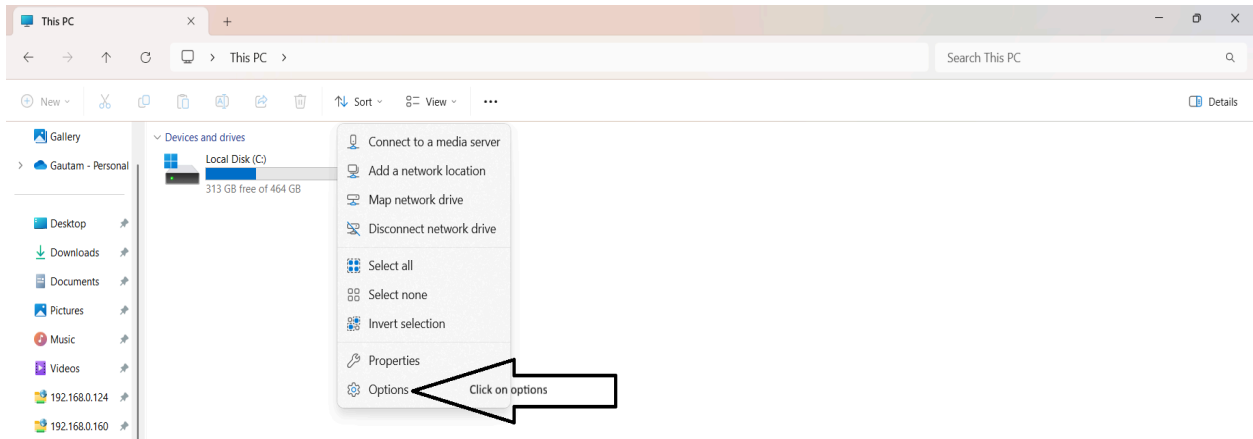 This PC
This PC
Search This PC
New
Sort
View
Details
Gallery
Gautam - Personal
Desktop
Downloads
Documents
Pictures
Music
Videos
192.168.0.124
192.168.0.160
Devices and drives
Local Disk (C:)
313 GB free of 464 GB
Connect to a media server
Add a network location
Map network drive
Disconnect network drive
Select all
Select none
Invert selection
Properties
Options
Click on options